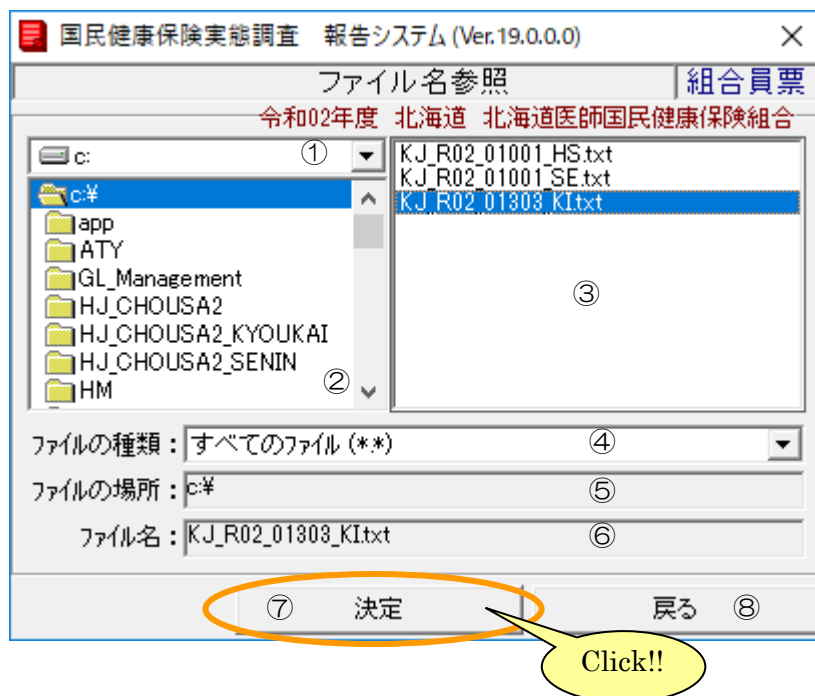 国民健康保険実態調査　報告システム (Ver.19.0.0.0)
ファイル名参照
組合員票
令和02年度 北海道 北海道医師国民健康保険組合
c: ①
c:¥
app
ATY
GL_Management
HJ_CHOUSA2
HJ_CHOUSA2_KYOUKAI
HJ_CHOUSA2_SENIN
HM
②
KJ_R02_01001_HS.txt
KJ_R02_01001_SE.txt
KJ_R02_01303_KI.txt
③
ファイルの種類：すべてのファイル (*.*) ④
ファイルの場所：c:¥ ⑤
ファイル名：KJ_R02_01303_KI.txt ⑥
⑦ 決定
戻る ⑧
Click!!